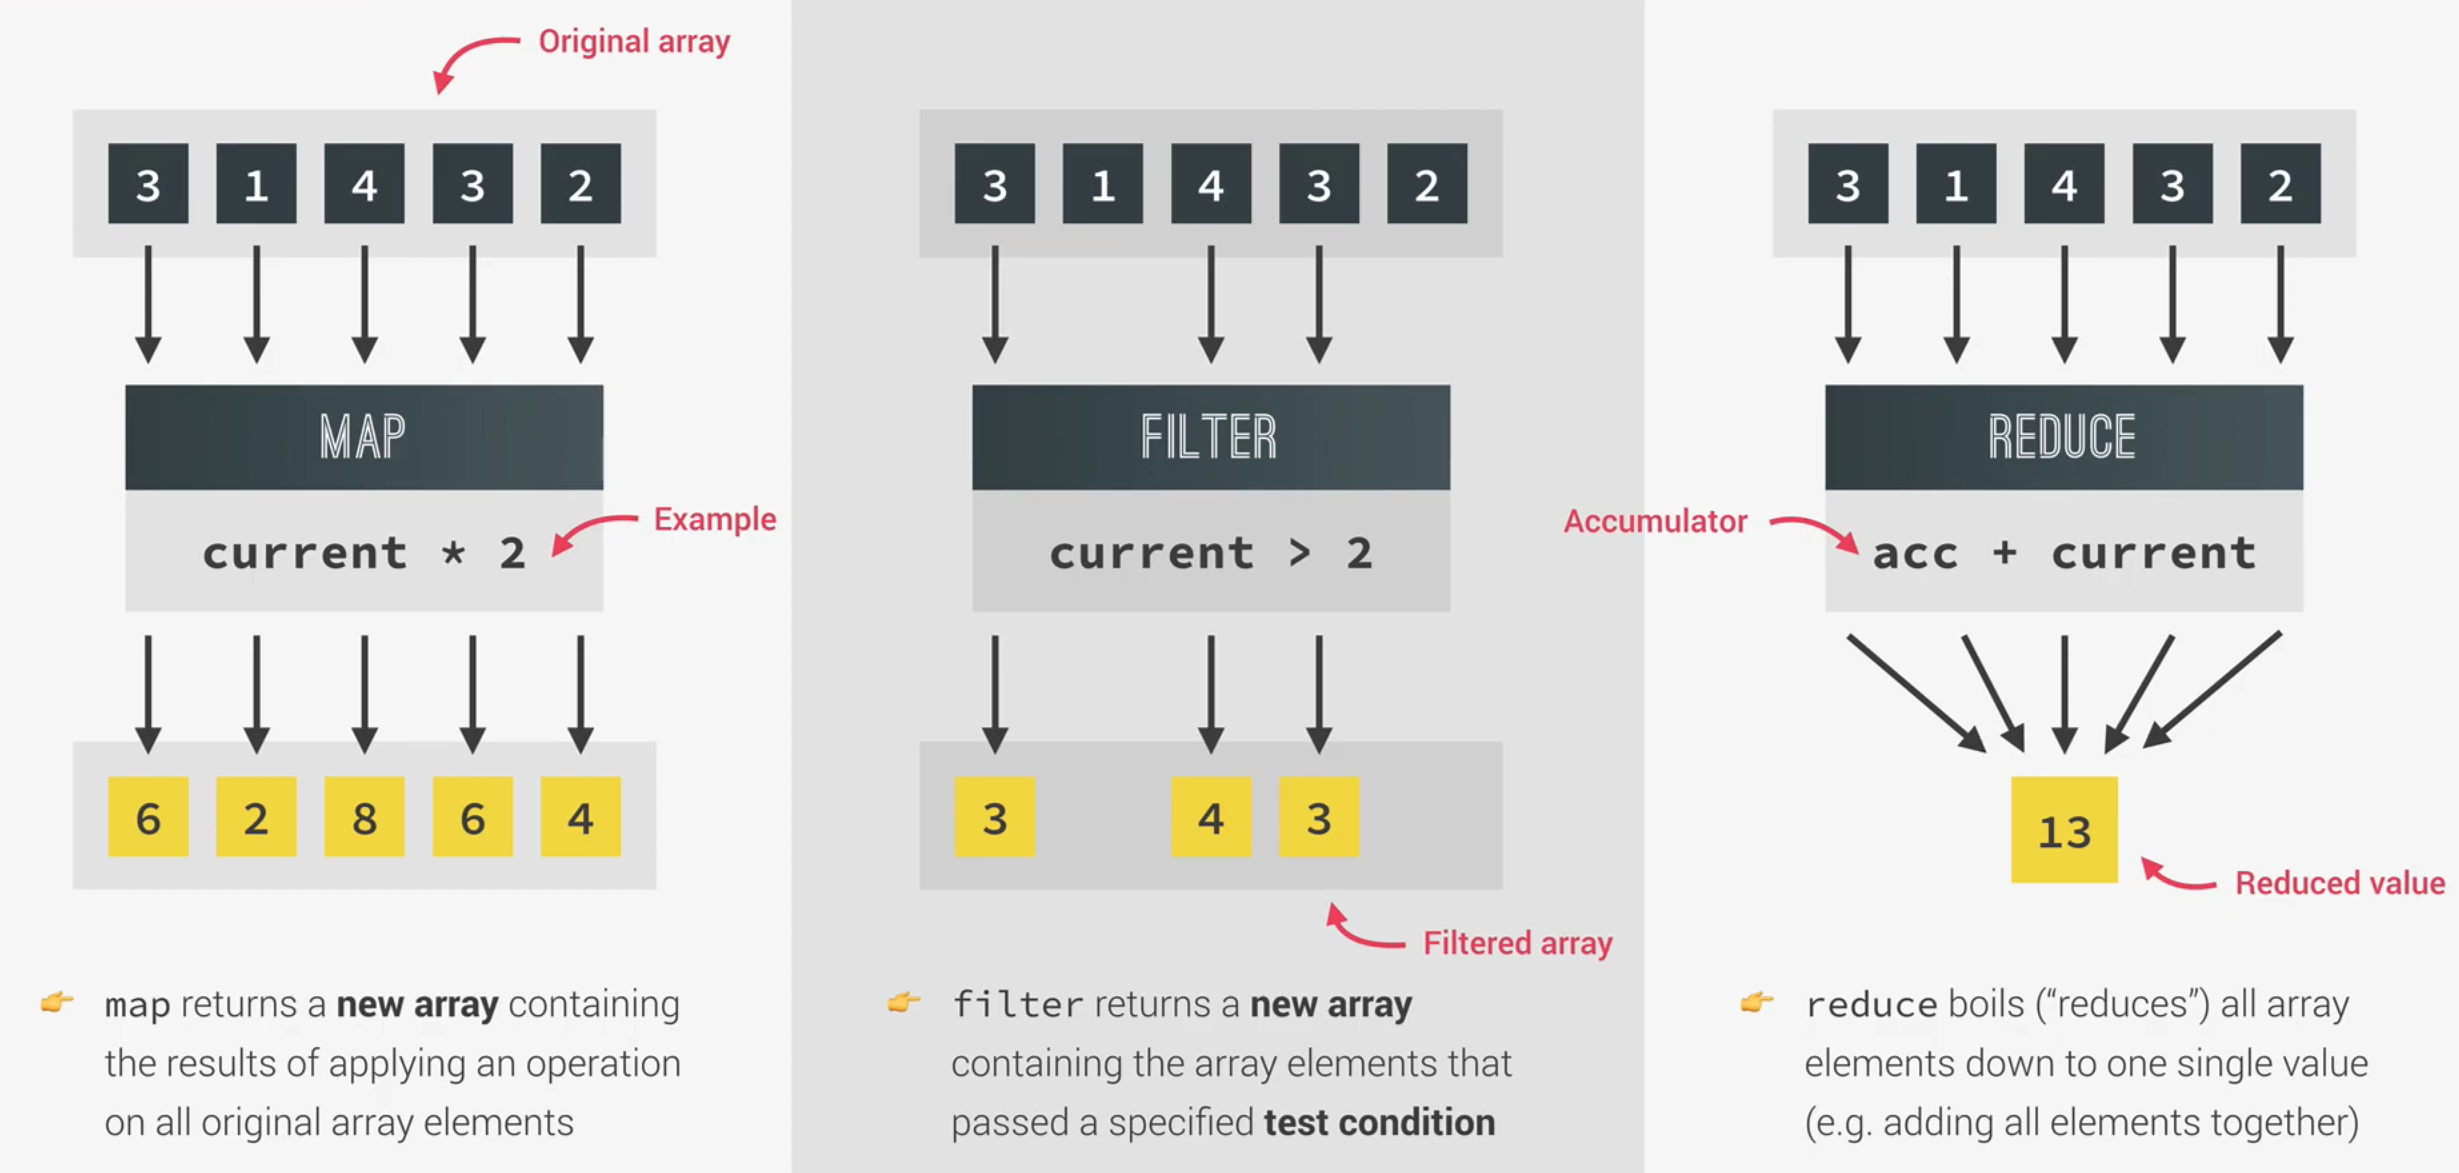 Original array
3 1 4 3 2
MAP
current * 2
Example
6 2 8 6 4
map returns a new array containing
the results of applying an operation
on all original array elements
3 1 4 3 2
FILTER
current > 2
3 4 3
Filtered array
filter returns a new array
containing the array elements that
passed a specified test condition
3 1 4 3 2
REDUCE
Accumulator
acc + current
13
Reduced value
reduce boils (“reduces”) all array
elements down to one single value
(e.g. adding all elements together)